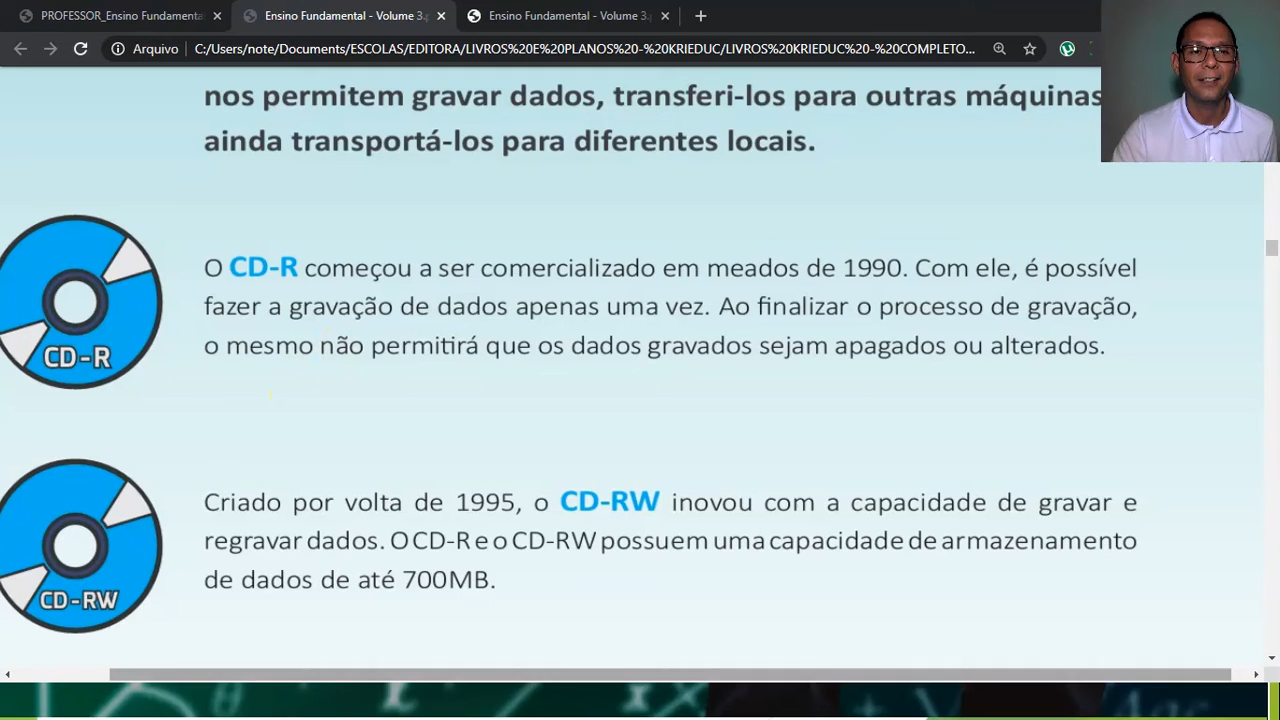 PROFESSOR_Ensino Fundamenta
Ensino Fundamental - Volume 3.
Ensino Fundamental - Volume 3.
Arquivo
C:/Users/note/Documents/ESCOLAS/EDITORA/LIVROS%20E%20PLANOS%20-%20KRIEDUC/LIVROS%20KRIEDUC%20-%20COMPLETO...
nos permitem gravar dados, transferi-los para outras máquinas
ainda transportá-los para diferentes locais.
O CD-R começou a ser comercializado em meados de 1990. Com ele, é possível
fazer a gravação de dados apenas uma vez. Ao finalizar o processo de gravação,
o mesmo não permitirá que os dados gravados sejam apagados ou alterados.
CD-R
Criado por volta de 1995, o CD-RW inovou com a capacidade de gravar e
regravar dados. O CD-R e o CD-RW possuem uma capacidade de armazenamento
de dados de até 700MB.
CD-RW